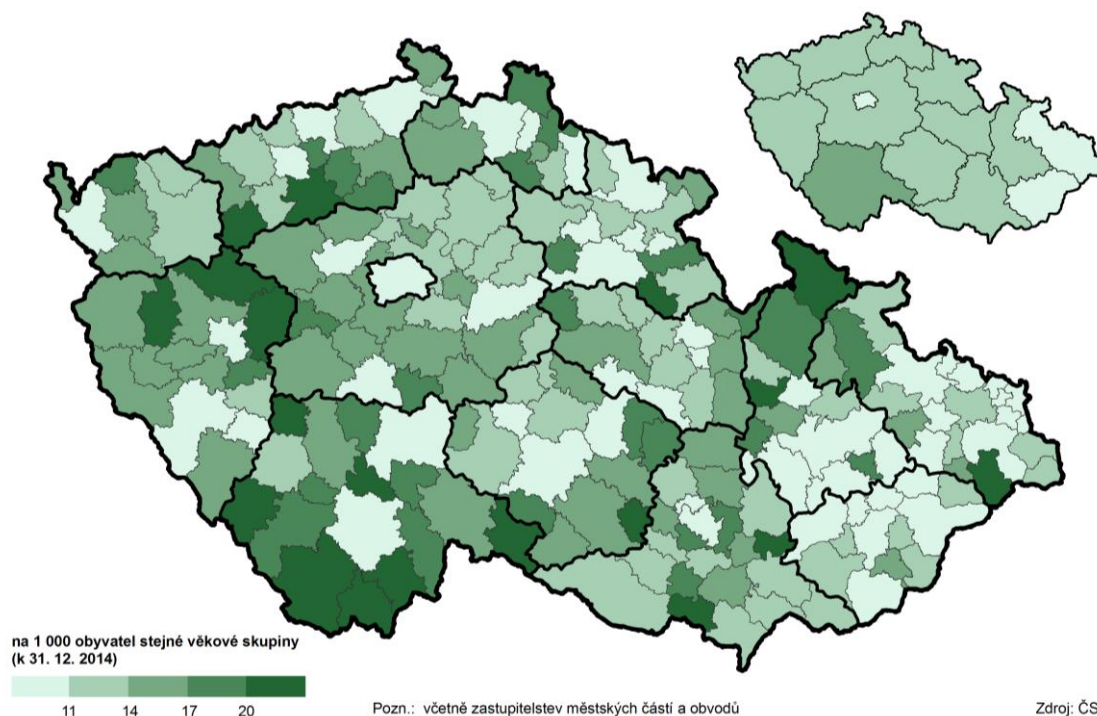 na 1 000 obyvatel stejné věkové skupiny
(k 31. 12. 2014)
11 14 17 20
Pozn.: včetně zastupitelstev městských částí a obvodů
Zdroj: ČS